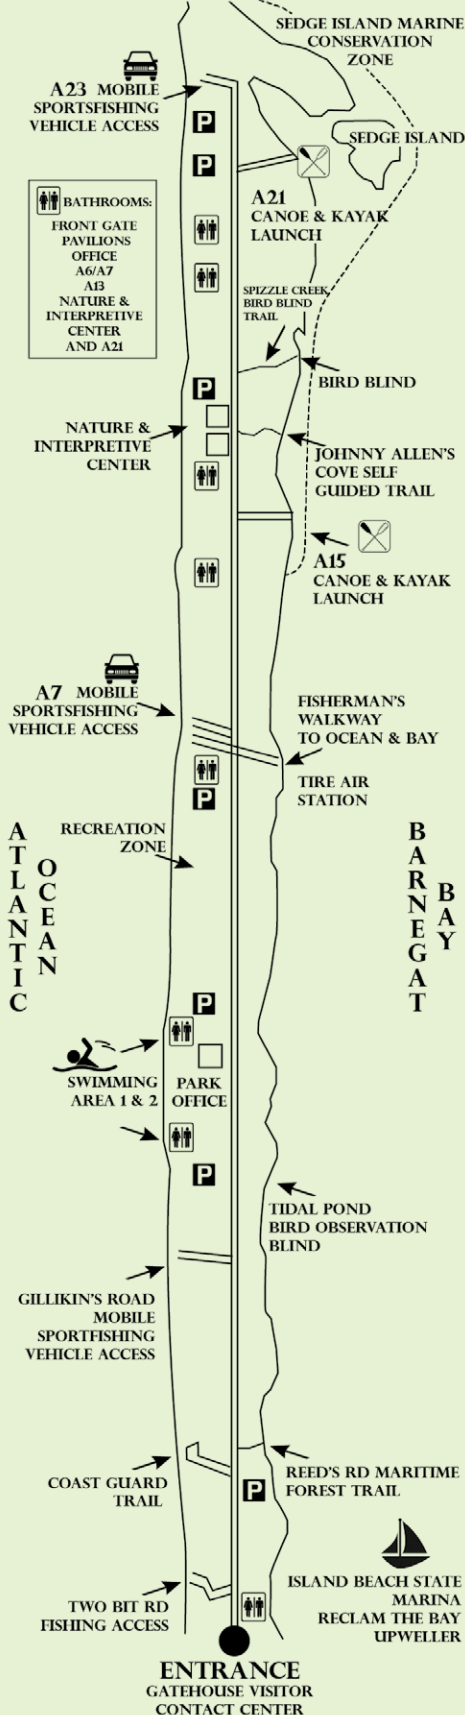 SEDGE ISLAND MARINE
CONSERVATION
ZONE
A23 MOBILE
SPORTSFISHING
VEHICLE ACCESS
P
SEDGE ISLAND
P
A21
CANOE & KAYAK
LAUNCH
BATHROOMS:
FRONT GATE
PAVILIONS
OFFICE
A6/A7
A13
NATURE &
INTERPRETIVE
CENTER
AND A21
SPIZZLE CREEK
BIRD BLIND
TRAIL
BIRD BLIND
P
NATURE &
INTERPRETIVE
CENTER
JOHNNY ALLEN'S
COVE SELF
GUIDED TRAIL
A15
CANOE & KAYAK
LAUNCH
A7 MOBILE
SPORTSFISHING
VEHICLE ACCESS
FISHERMAN'S
WALKWAY
TO OCEAN & BAY
TIRE AIR
STATION
P
RECREATION
ZONE
ATLANTIC
OCEAN
BARNEGAT
BAY
P
SWIMMING
AREA 1 & 2
PARK
OFFICE
P
TIDAL POND
BIRD OBSERVATION
BLIND
GILLIKIN'S ROAD
MOBILE
SPORTFISHING
VEHICLE ACCESS
COAST GUARD
TRAIL
REED'S RD MARITIME
FOREST TRAIL
P
ISLAND BEACH STATE
MARINA
RECLAM THE BAY
UPWELLER
TWO BIT RD
FISHING ACCESS
ENTRANCE
GATEHOUSE VISITOR
CONTACT CENTER